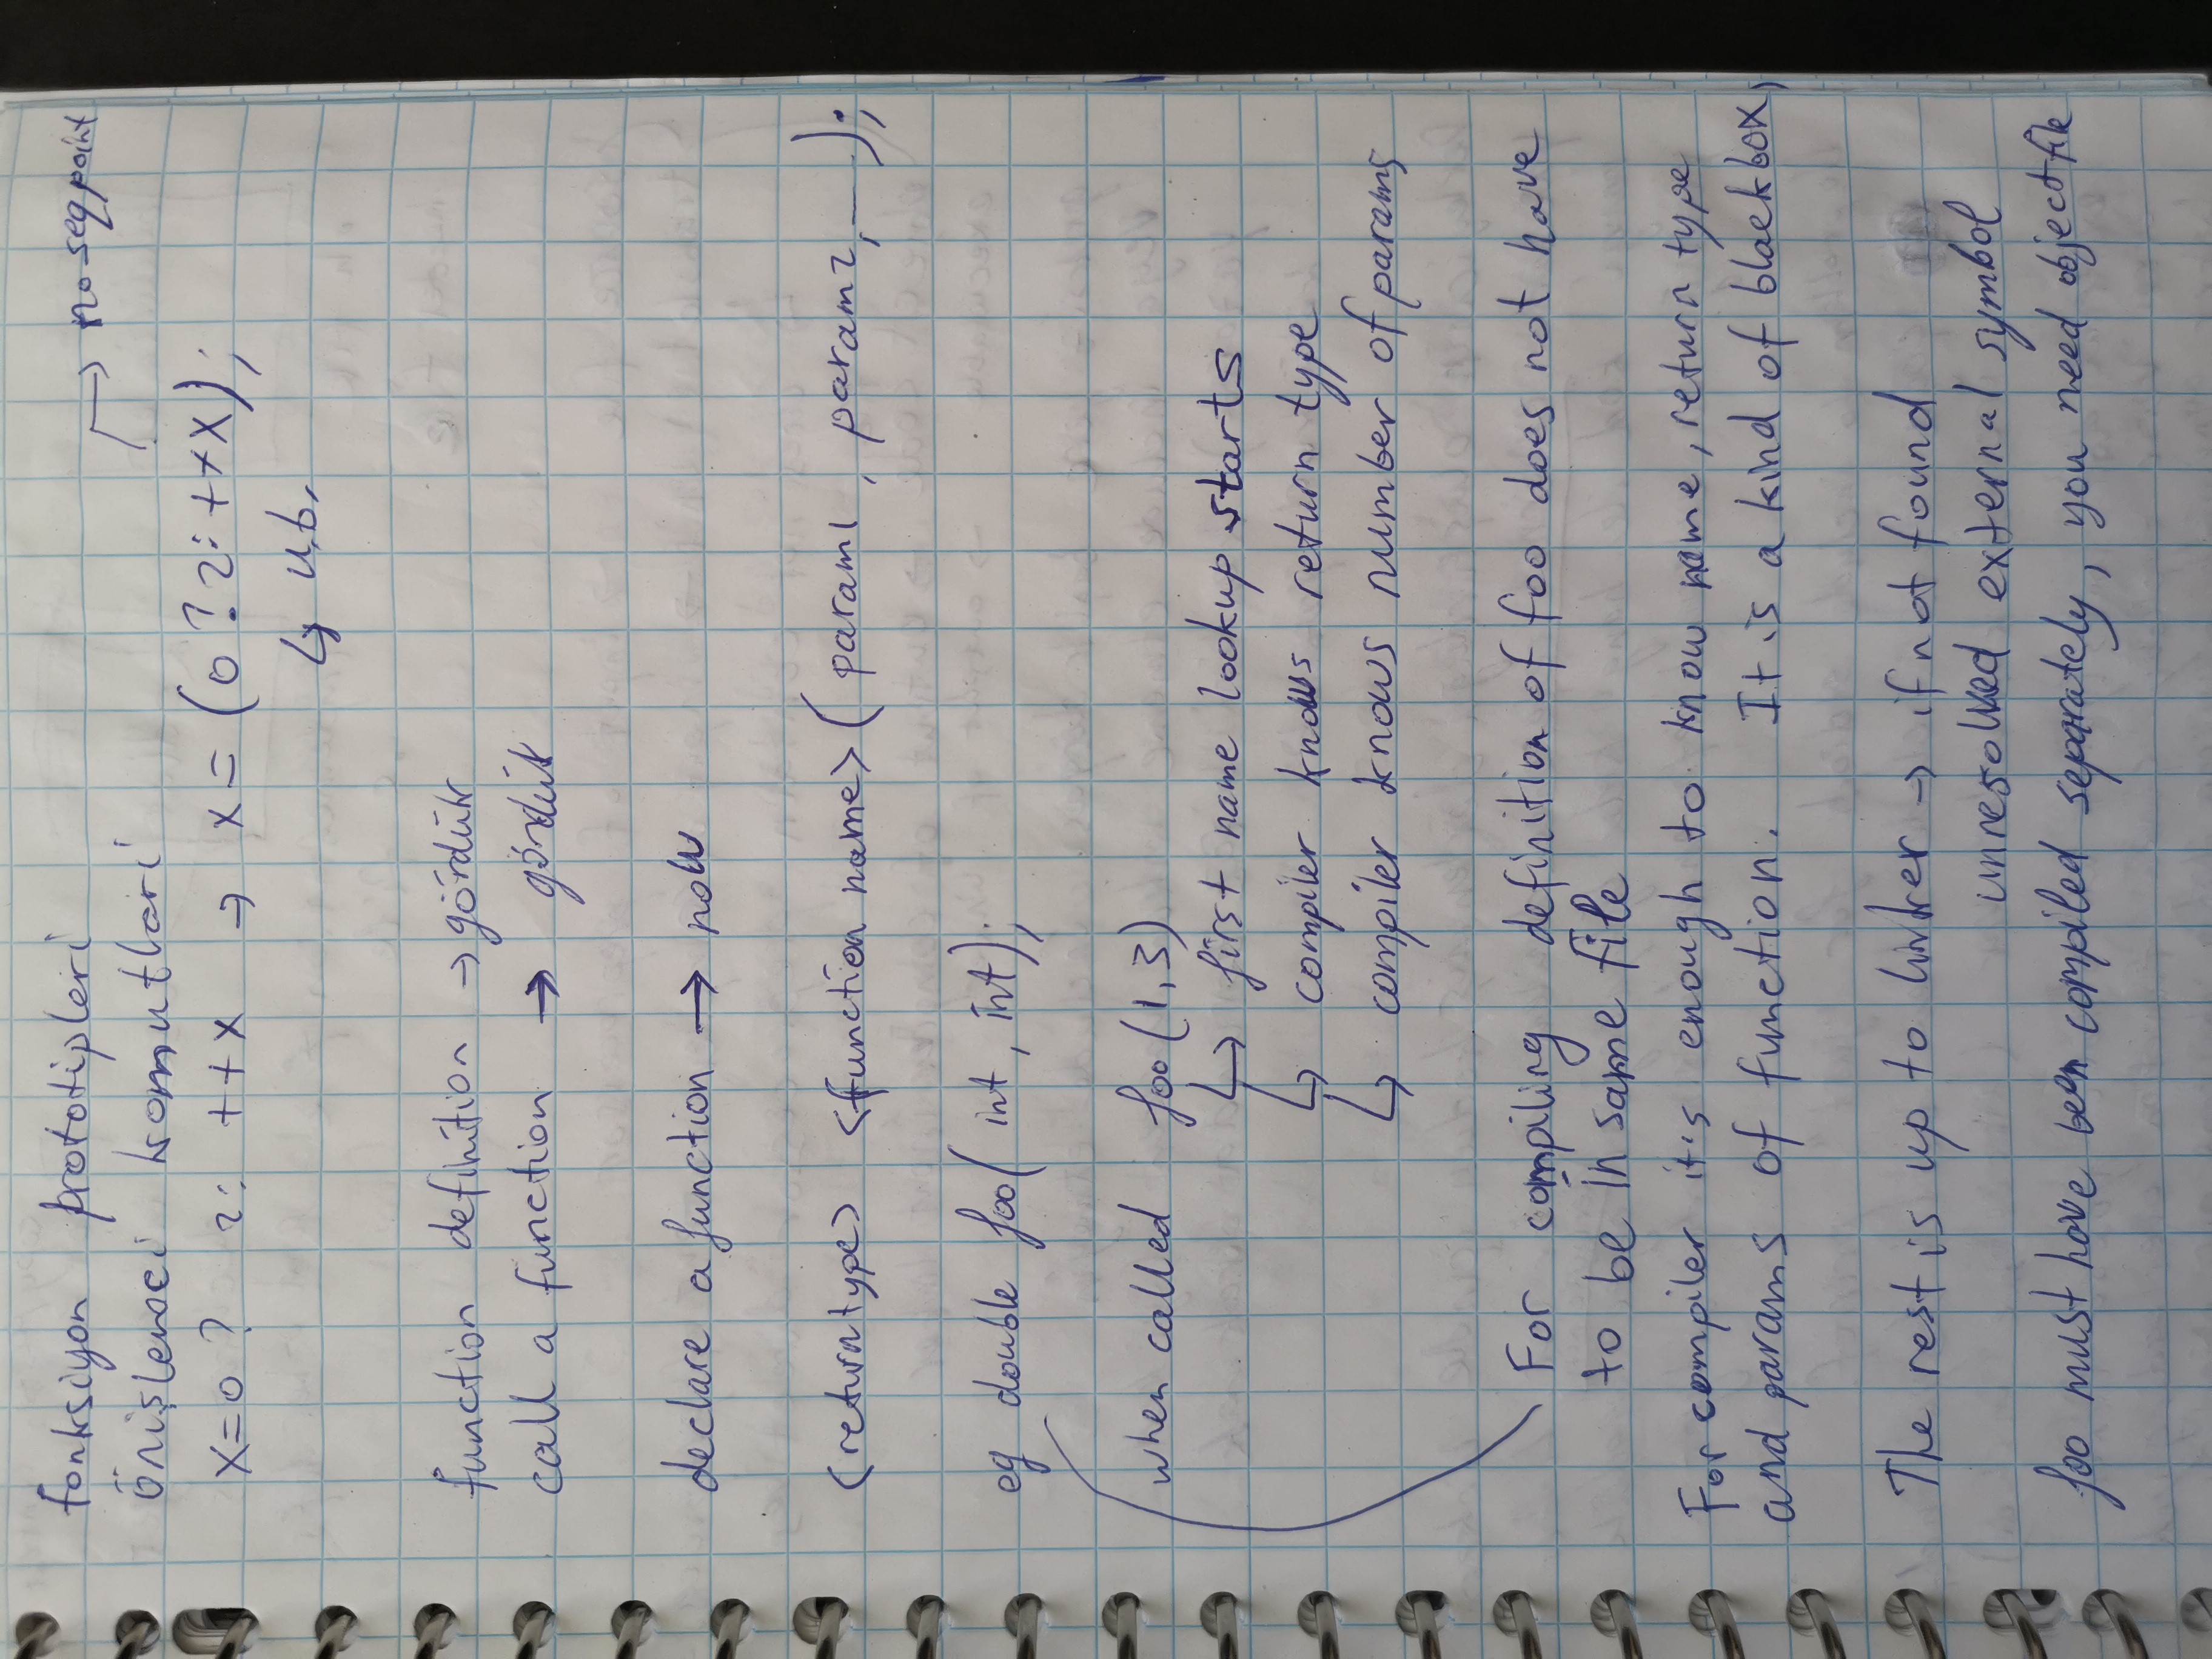 fonksiyon prototipleri
önişlemci komutlari
→ no seqpoint
x=0 ? 2: ++x → x = (0 ? 2: ++x);
↳ u.b.
function definition → gördük
call a function → gördük
declare a function → now
<returntype> <function name> ( param1 , param2, ... );
eg double foo( int , int );
when called foo(1,3)
↳ first name lookup starts
↳ compiler knows return type
↳ compiler knows number of params
For compiling definition of foo does not have
to be in same file
For compiler it's enough to know name, return type
and params of function. It is a kind of blackbox,
The rest is up to linker → if not found
unresolved external symbol
foo must have been compiled separately, you need object file